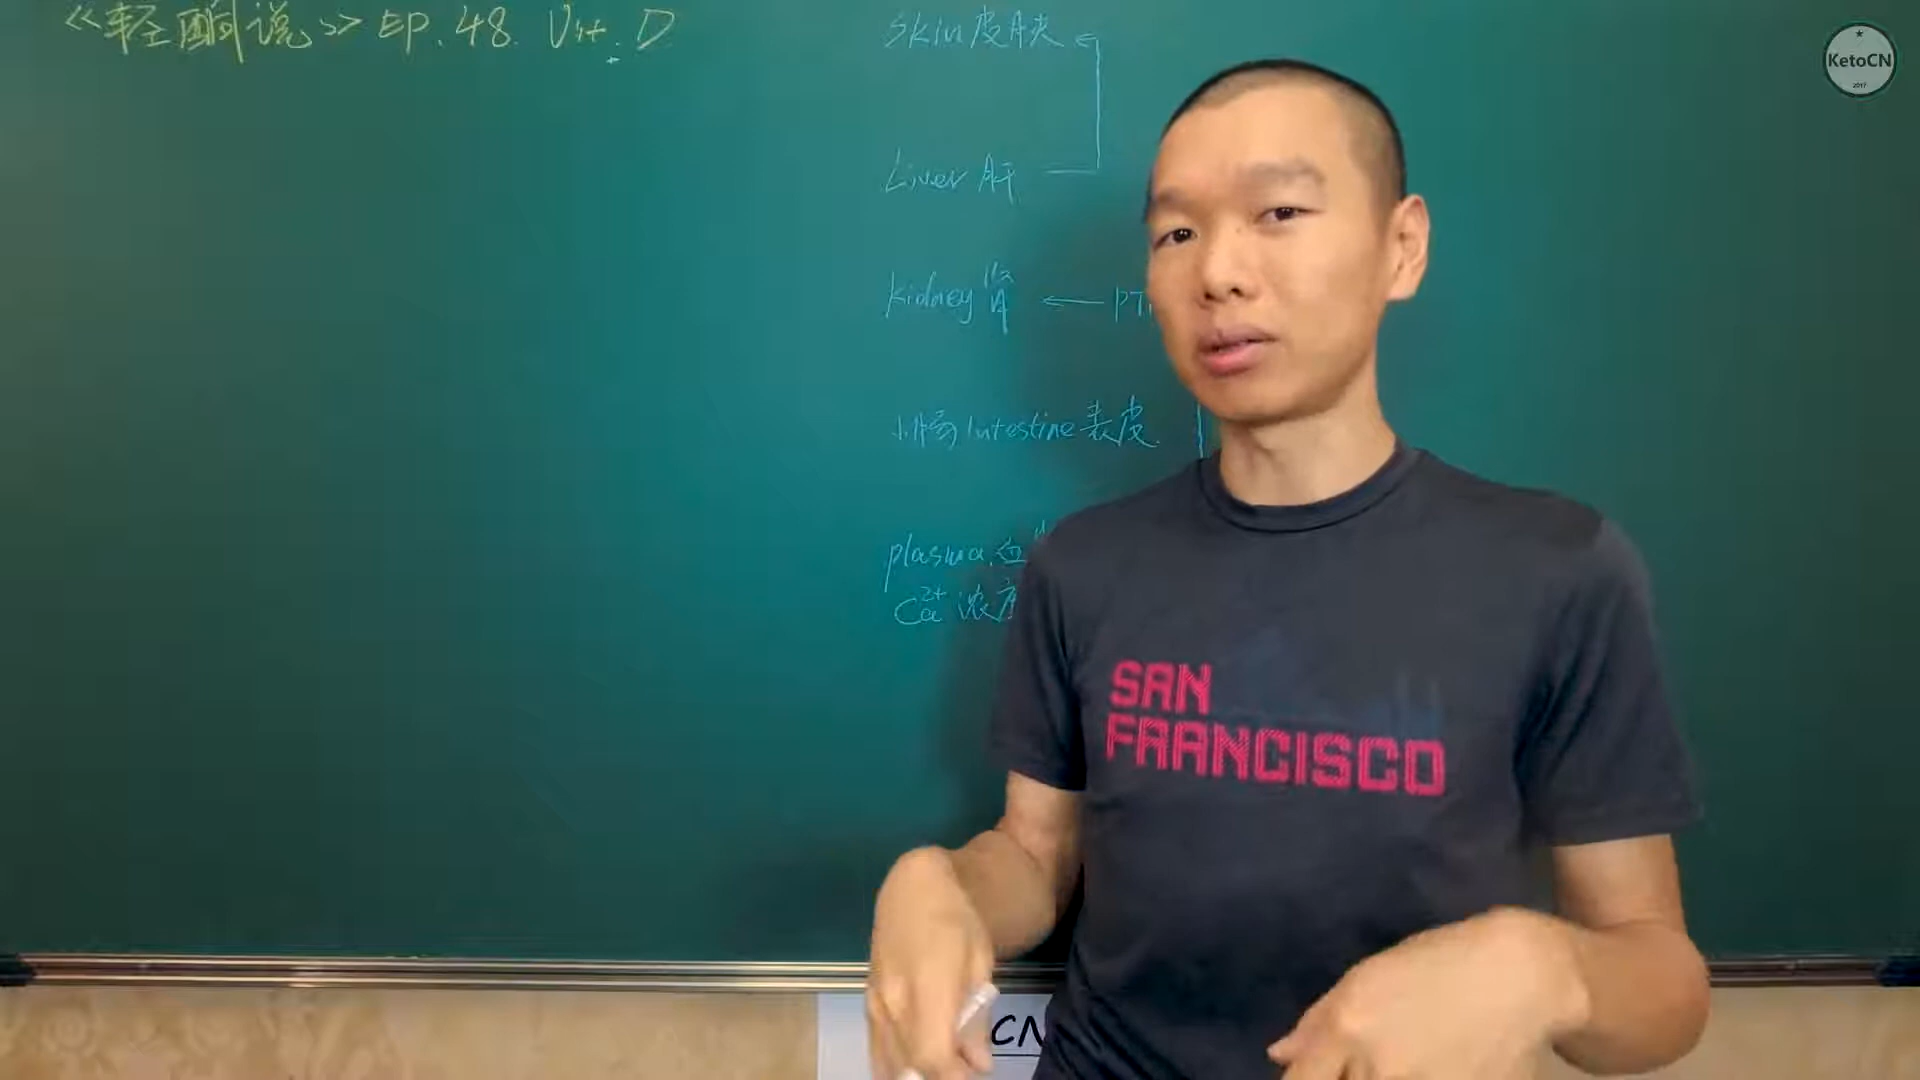 《轻酮说》EP.48. Vit. D
skin 皮肤
Liver 肝
kidney 肾 ← PT
小肠 Intestine 表皮
plasma 血
Ca²⁺ 浓度
KetoCN
2017
SAN
FRANCISCO
CN